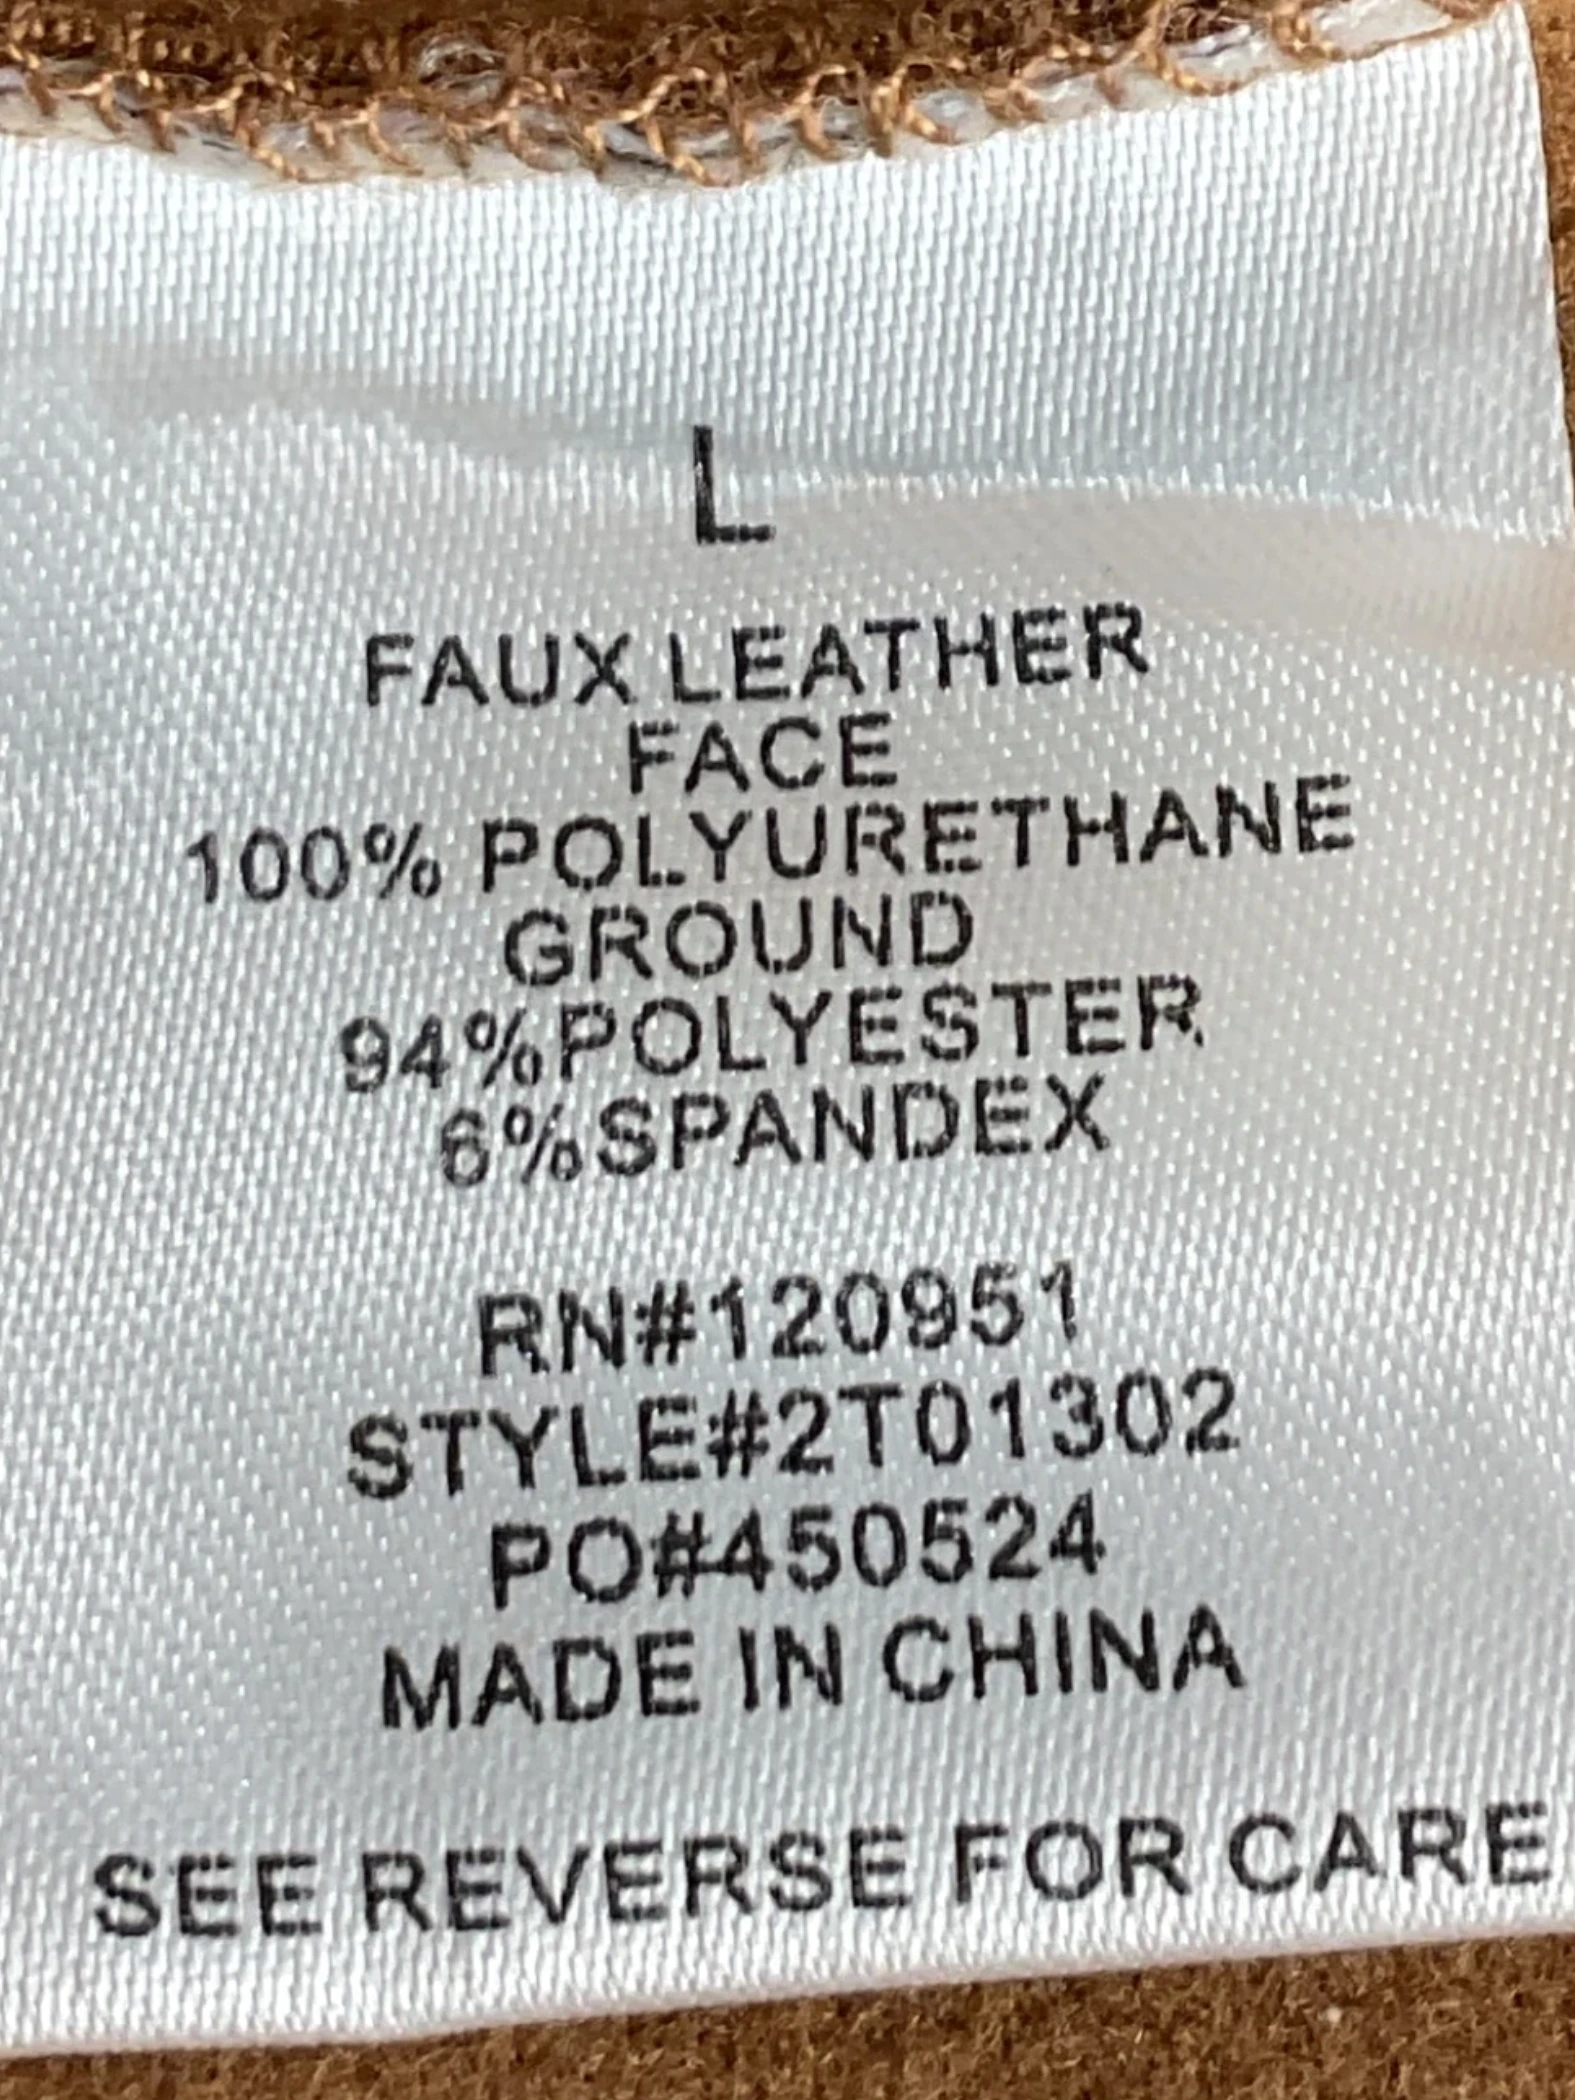 L
FAUX LEATHER
FACE
100% POLYURETHANE
GROUND
94%POLYESTER
6%SPANDEX
RN#120951
STYLE#2T01302
PO#450524
MADE IN CHINA
SEE REVERSE FOR CARE